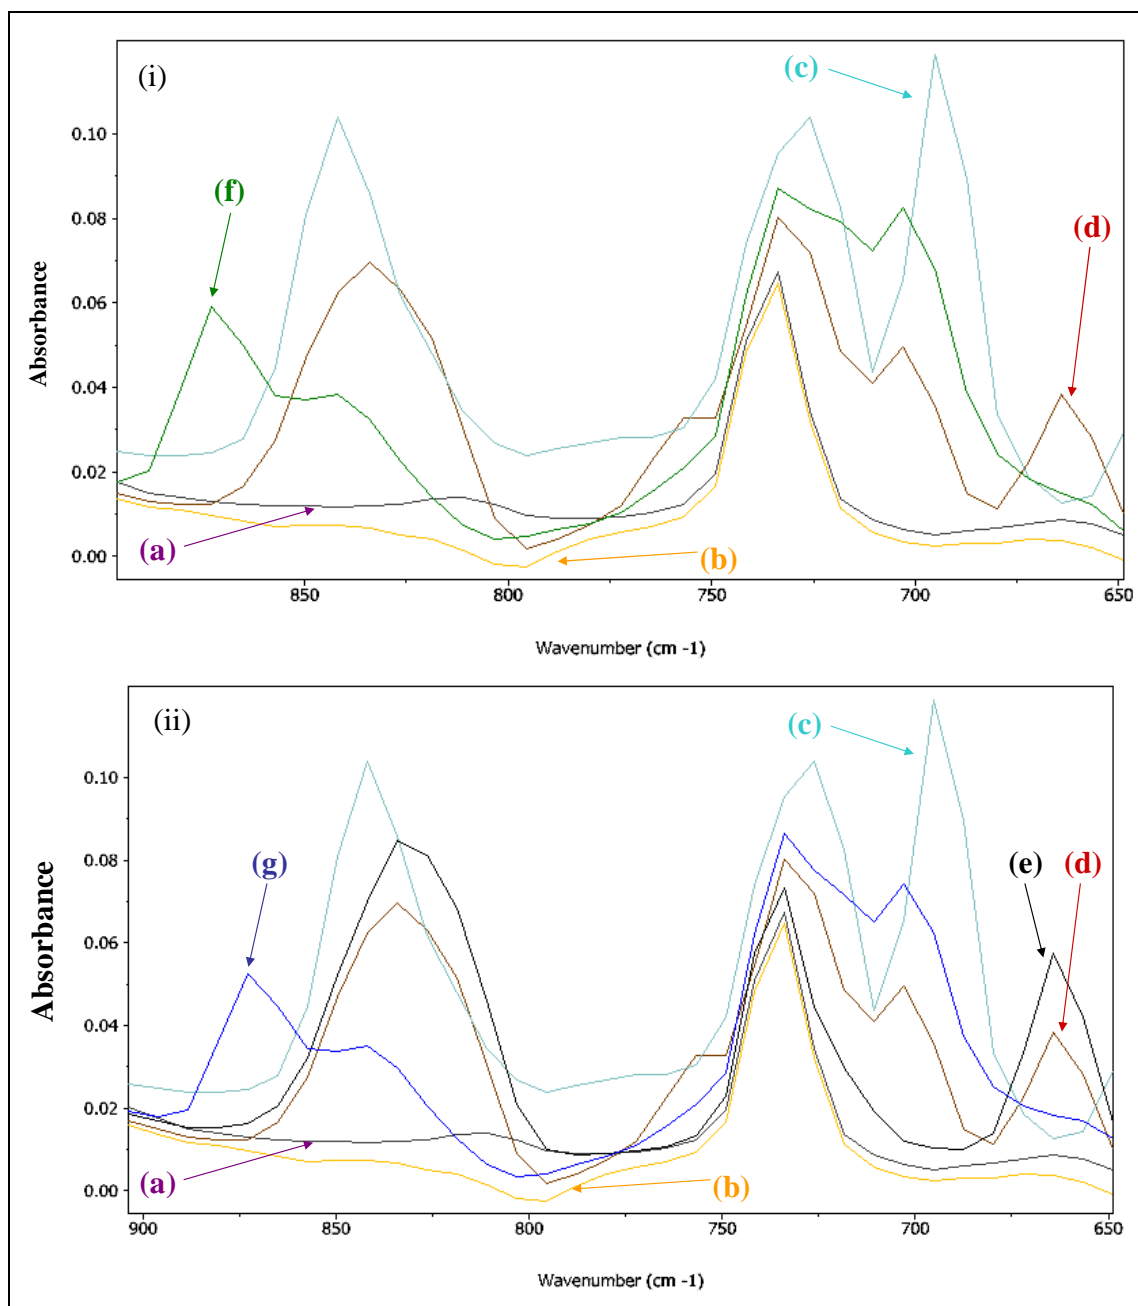 (i)
(c)
(f)
(d)
(a)
(b)
Absorbance
0.10
0.08
0.06
0.04
0.02
0.00
850 800 750 700 650
Wavenumber (cm -1)
(ii)
(c)
(g)
(e) (d)
(a)
(b)
Absorbance
0.10
0.08
0.06
0.04
0.02
0.00
900 850 800 750 700 650
Wavenumber (cm -1)